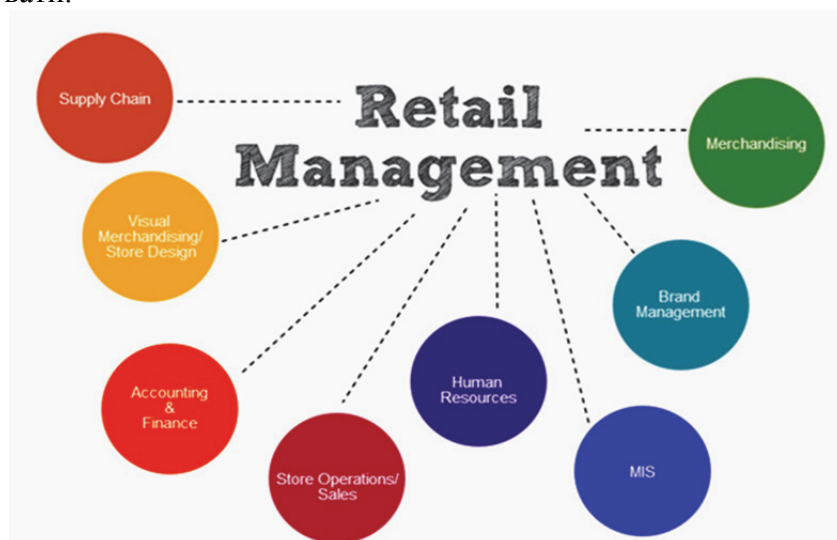 вати.
Retail
Management
Supply Chain
Merchandising
Visual
Merchandising/
Store Design
Brand
Management
Accounting
&
Finance
Human
Resources
Store Operations/
Sales
MIS